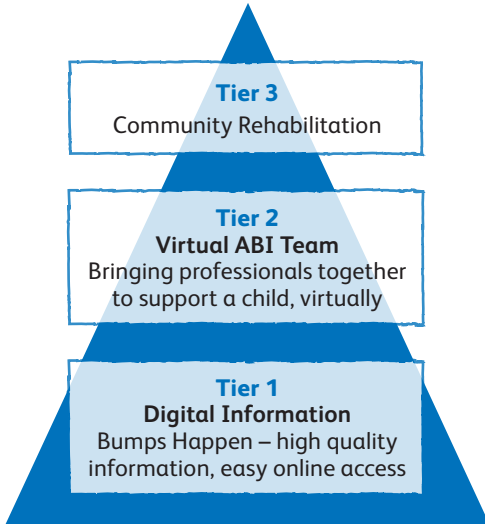 Tier 3
Community Rehabilitation
Tier 2
Virtual ABI Team
Bringing professionals together
to support a child, virtually
Tier 1
Digital Information
Bumps Happen – high quality
information, easy online access